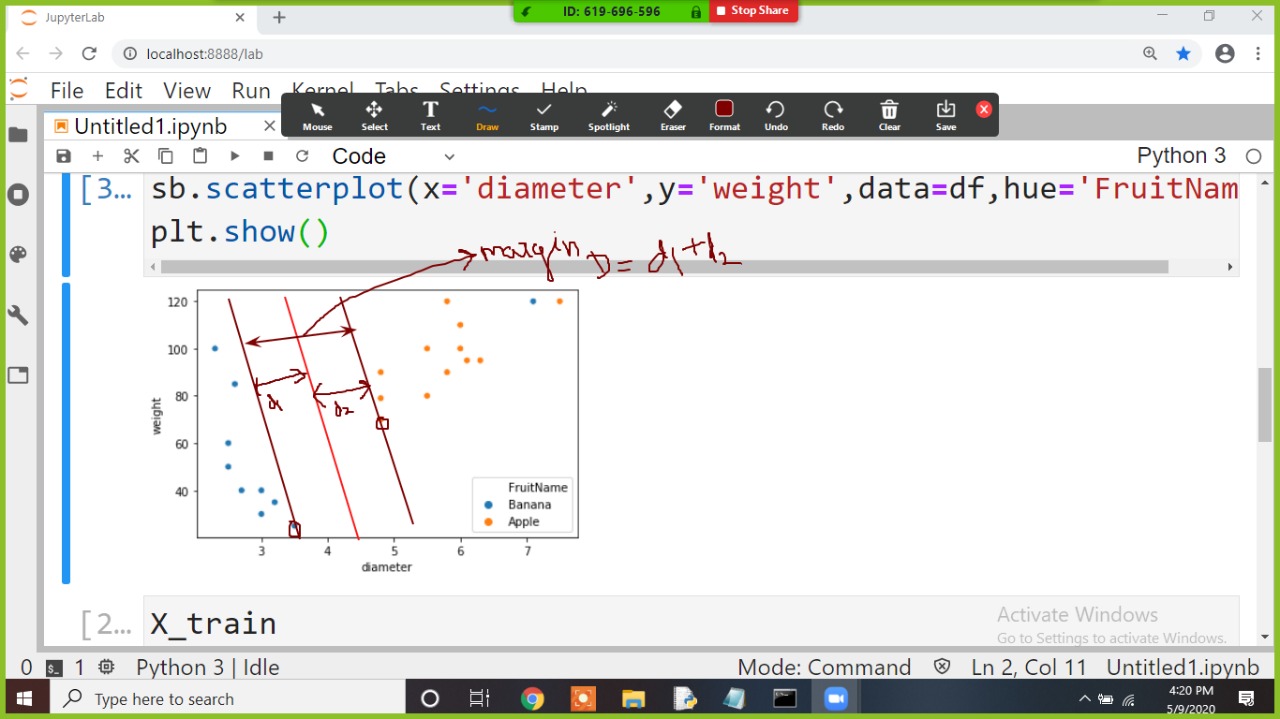 JupyterLab
ID: 619-696-596
Stop Share
localhost:8888/lab
File Edit View Run Kernel Tabs Settings Help
Mouse Select Text Draw Stamp Spotlight Eraser Format Undo Redo Clear Save
Untitled1.ipynb
Code
Python 3
[3... sb.scatterplot(x='diameter',y='weight',data=df,hue='FruitNam
plt.show()
margin D = d1+d2
120
100
80
60
40
weight
d1
d2
FruitName
Banana
Apple
3 4 5 6 7
diameter
[2... X_train
Activate Windows
Go to Settings to activate Windows.
0 $_ 1 Python 3 | Idle Mode: Command Ln 2, Col 11 Untitled1.ipynb
Type here to search
4:20 PM
5/9/2020